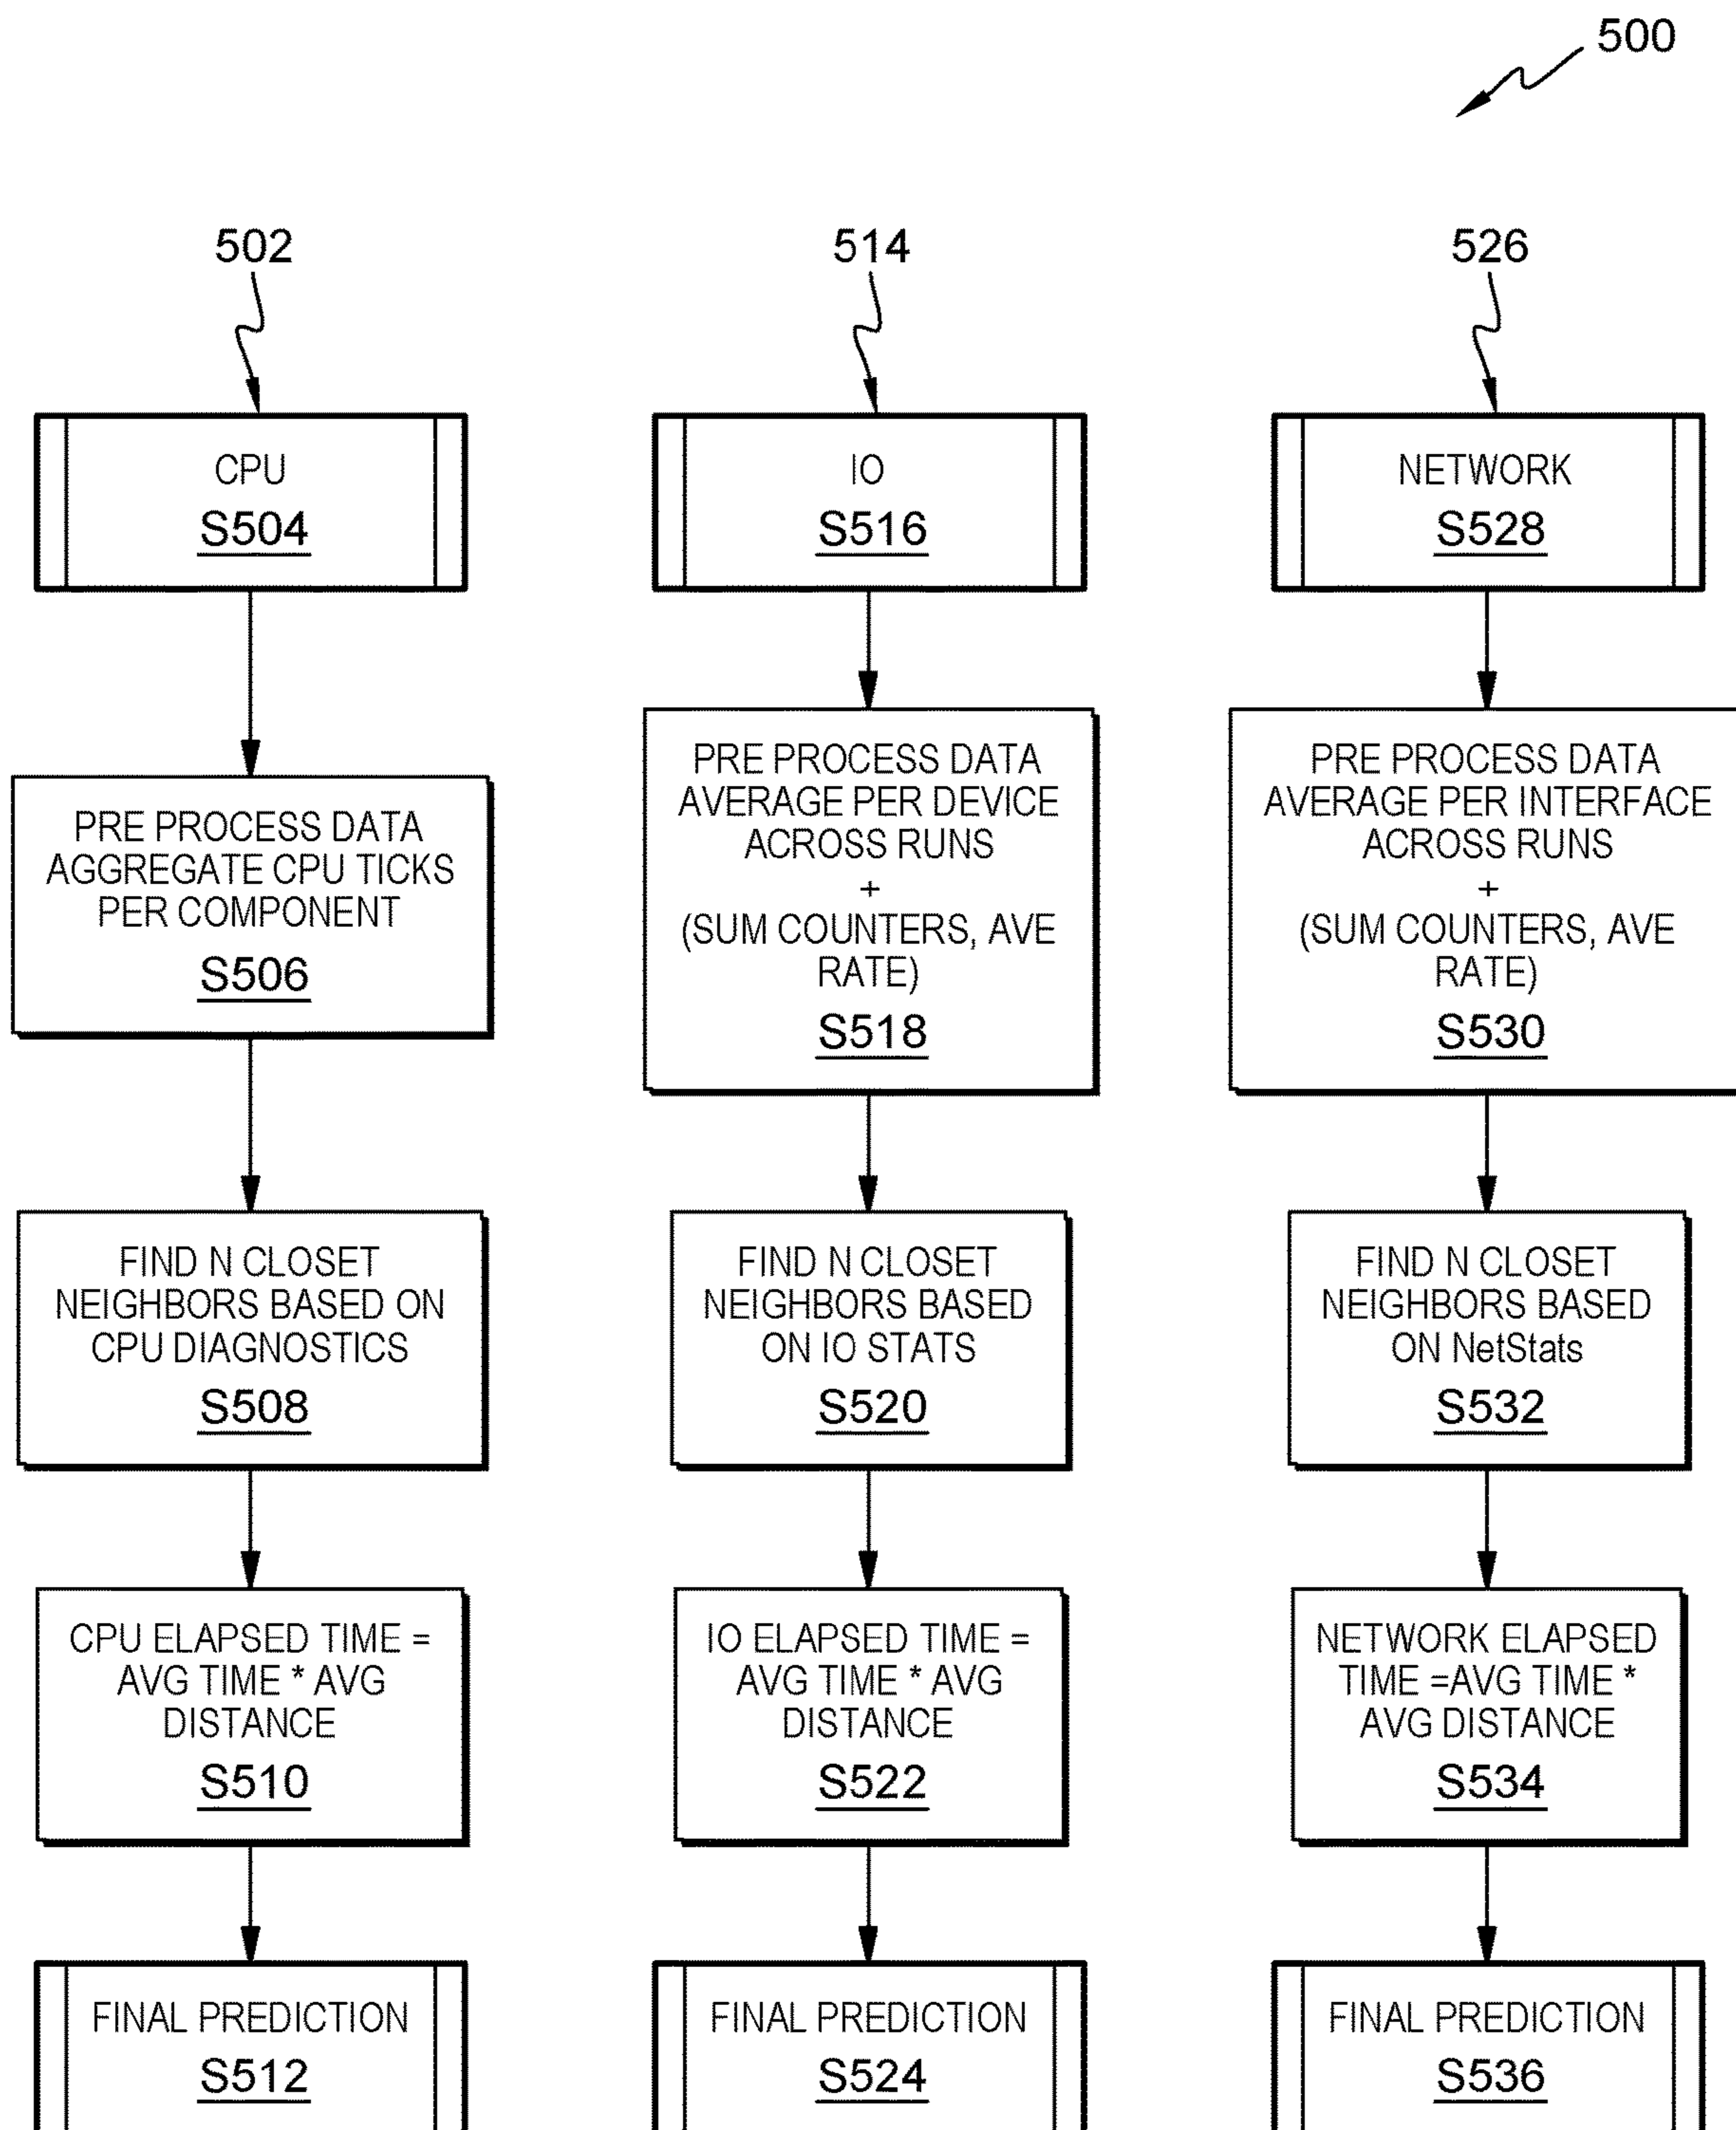 500
502
CPU
S504
PRE PROCESS DATA
AGGREGATE CPU TICKS
PER COMPONENT
S506
FIND N CLOSET
NEIGHBORS BASED ON
CPU DIAGNOSTICS
S508
CPU ELAPSED TIME =
AVG TIME * AVG
DISTANCE
S510
FINAL PREDICTION
S512
514
IO
S516
PRE PROCESS DATA
AVERAGE PER DEVICE
ACROSS RUNS
+
(SUM COUNTERS, AVE
RATE)
S518
FIND N CLOSET
NEIGHBORS BASED
ON IO STATS
S520
IO ELAPSED TIME =
AVG TIME * AVG
DISTANCE
S522
FINAL PREDICTION
S524
526
NETWORK
S528
PRE PROCESS DATA
AVERAGE PER INTERFACE
ACROSS RUNS
+
(SUM COUNTERS, AVE
RATE)
S530
FIND N CLOSET
NEIGHBORS BASED
ON NetStats
S532
NETWORK ELAPSED
TIME =AVG TIME *
AVG DISTANCE
S534
FINAL PREDICTION
S536